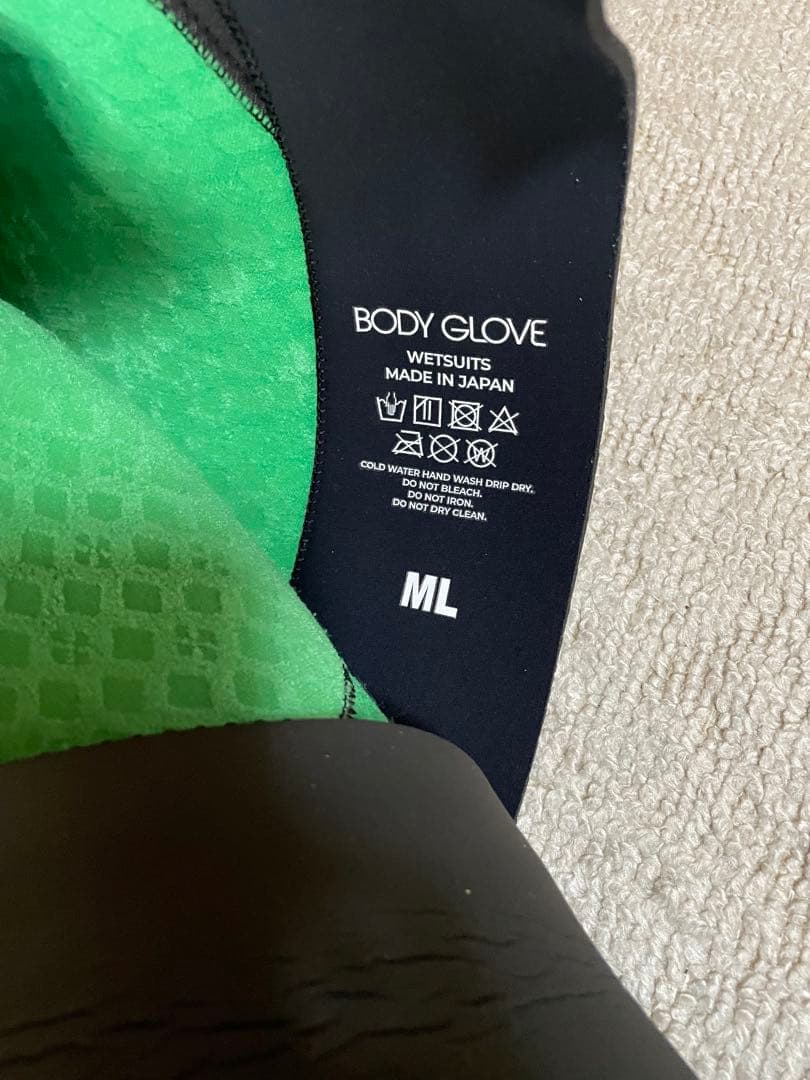 BODY GLOVE
WETSUITS
MADE IN JAPAN
W
COLD WATER HAND WASH DRIP DRY.
DO NOT BLEACH.
DO NOT IRON.
DO NOT DRY CLEAN.
ML